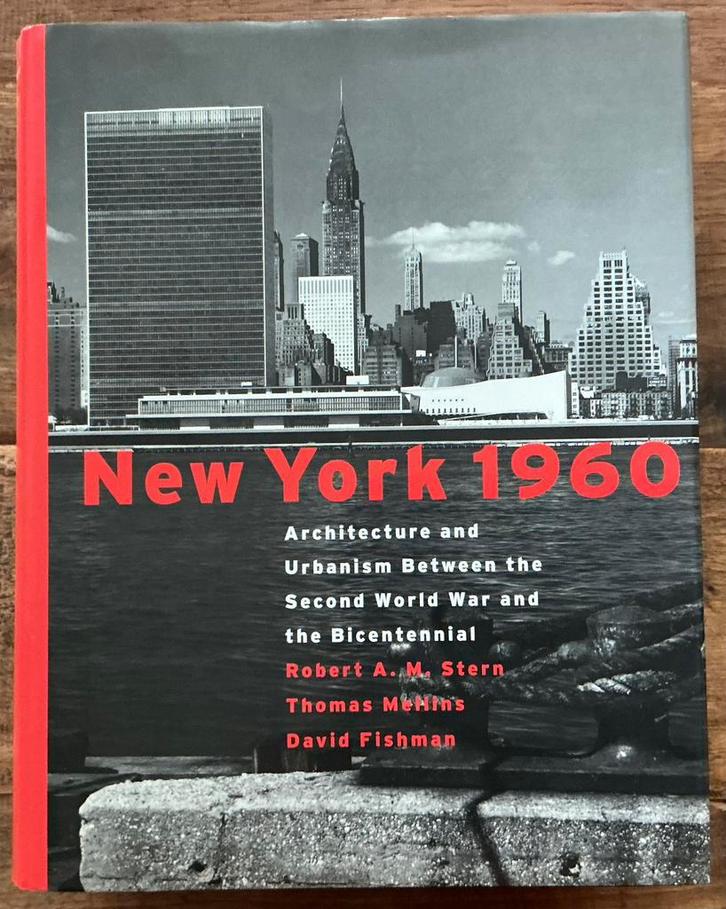 New York 1960
Architecture and
Urbanism Between the
Second World War and
the Bicentennial
Robert A. M. Stern
Thomas Mellins
David Fishman